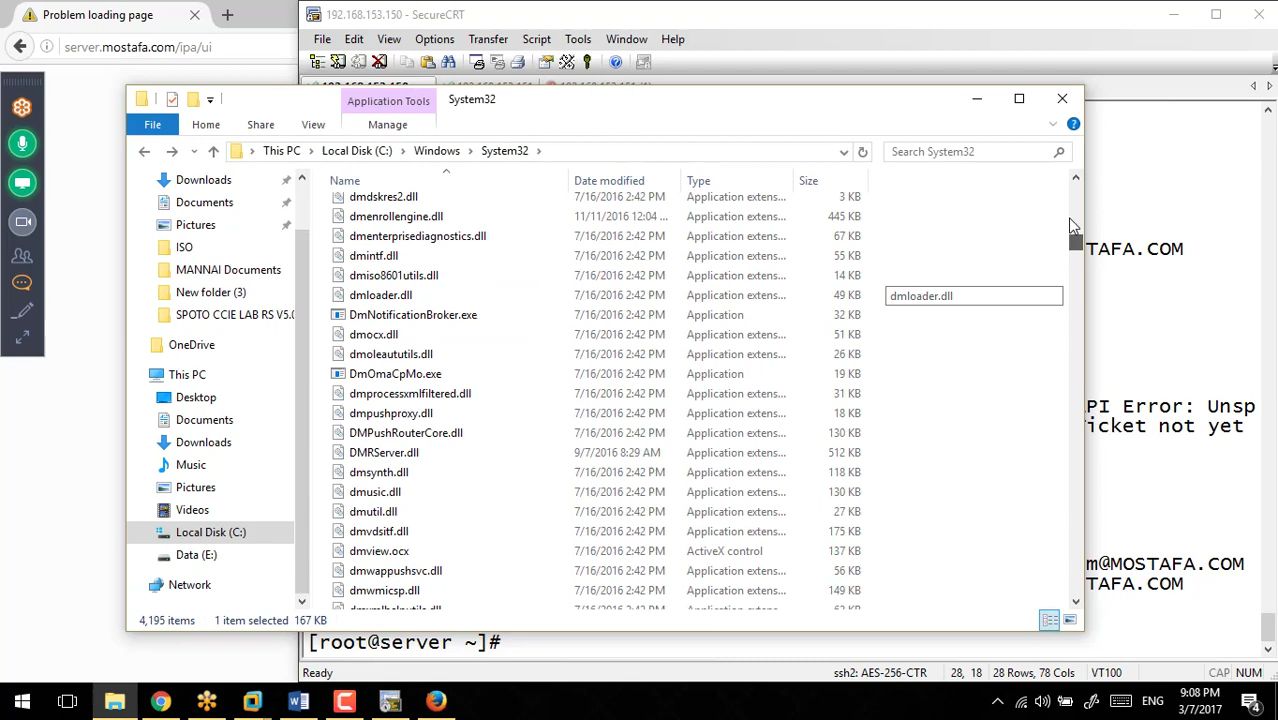 Problem loading page
192.168.153.150 - SecureCRT
server.mostafa.com/ipa/ui
File Edit View Options Transfer Script Tools Window Help
Application Tools
System32
File Home Share View Manage
This PC Local Disk (C:) Windows System32
Search System32
Name Date modified Type Size
Downloads
Documents
Pictures
ISO
MANNAI Documents
New folder (3)
SPOTO CCIE LAB RS V5.0
OneDrive
This PC
Desktop
Documents
Downloads
Music
Pictures
Videos
Local Disk (C:)
Data (E:)
Network
dmdskres2.dll 7/16/2016 2:42 PM Application extens... 3 KB
dmenrollengine.dll 11/11/2016 12:04 ... Application extens... 445 KB
dmenterprisediagnostics.dll 7/16/2016 2:42 PM Application extens... 67 KB
dmintf.dll 7/16/2016 2:42 PM Application extens... 55 KB
dmiso8601utils.dll 7/16/2016 2:42 PM Application extens... 14 KB
dmloader.dll 7/16/2016 2:42 PM Application extens... 49 KB
DmNotificationBroker.exe 7/16/2016 2:42 PM Application 32 KB
dmocx.dll 7/16/2016 2:42 PM Application extens... 51 KB
dmoleaututils.dll 7/16/2016 2:42 PM Application extens... 26 KB
DmOmaCpMo.exe 7/16/2016 2:42 PM Application 19 KB
dmprocessxmlfiltered.dll 7/16/2016 2:42 PM Application extens... 31 KB
dmpushproxy.dll 7/16/2016 2:42 PM Application extens... 18 KB
DMPushRouterCore.dll 7/16/2016 2:42 PM Application extens... 130 KB
DMRServer.dll 9/7/2016 8:29 AM Application extens... 512 KB
dmsynth.dll 7/16/2016 2:42 PM Application extens... 118 KB
dmusic.dll 7/16/2016 2:42 PM Application extens... 130 KB
dmutil.dll 7/16/2016 2:42 PM Application extens... 27 KB
dmvdsitf.dll 7/16/2016 2:42 PM Application extens... 175 KB
dmview.ocx 7/16/2016 2:42 PM ActiveX control 137 KB
dmwappushsvc.dll 7/16/2016 2:42 PM Application extens... 56 KB
dmwmicsp.dll 7/16/2016 2:42 PM Application extens... 149 KB
dmloader.dll
4,195 items 1 item selected 167 KB
TAFA.COM
PI Error: Unsp
icket not yet
m@MOSTAFA.COM
TAFA.COM
[root@server ~]#
Ready ssh2: AES-256-CTR 28, 18 28 Rows, 78 Cols VT100 CAP NUM
ENG
9:08 PM
3/7/2017
4